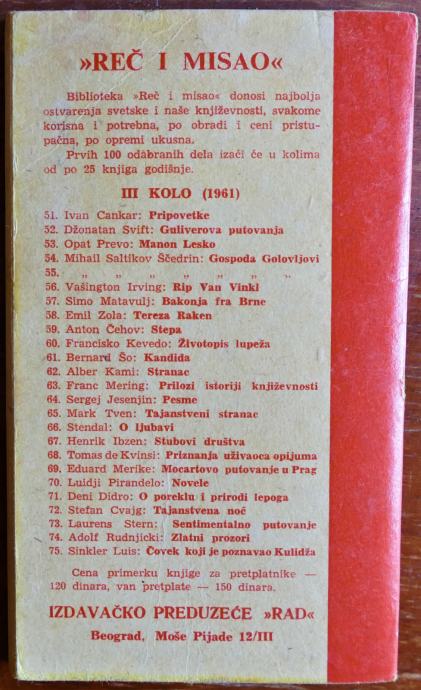 »REČ I MISAO«
Biblioteka »Reč i misao« donosi najbolja
ostvarenja svetske i naše književnosti, svakome
korisna i potrebna, po obradi i ceni pristu-
pačna, po opremi ukusna.
Prvih 100 odabranih dela izaći će u kolima
od po 25 knjiga godišnje.
III KOLO (1961)
51. Ivan Cankar: Pripovetke
52. Džonatan Svift: Guliverova putovanja
53. Opat Prevo: Manon Lesko
54. Mihail Saltikov Ščedrin: Gospoda Golovljovi
55. „ „ „ „ „ „ „
56. Vašington Irving: Rip Van Vinkl
57. Simo Matavulj: Bakonja fra Brne
58. Emil Zola: Tereza Raken
59. Anton Čehov: Stepa
60. Francisko Kevedo: Životopis lupeža
61. Bernard Šo: Kandida
62. Alber Kami: Stranac
63. Franc Mering: Prilozi istoriji književnosti
64. Sergej Jesenjin: Pesme
65. Mark Tven: Tajanstveni stranac
66. Stendal: O ljubavi
67. Henrik Ibzen: Stubovi društva
68. Tomas de Kvinsi: Priznanja uživaoca opijuma
69. Eduard Merike: Mocartovo putovanje u Prag
70. Luidji Pirandelo: Novele
71. Deni Didro: O poreklu i prirodi lepoga
72. Stefan Cvajg: Tajanstvena noć
73. Laurens Stern: Sentimentalno putovanje
74. Adolf Rudnjicki: Zlatni prozori
75. Sinkler Luis: Čovek koji je poznavao Kulidža
Cena primerku knjige za pretplatnike —
120 dinara, van pretplate — 150 dinara.
IZDAVAČKO PREDUZEĆE »RAD«
Beograd, Moše Pijade 12/III